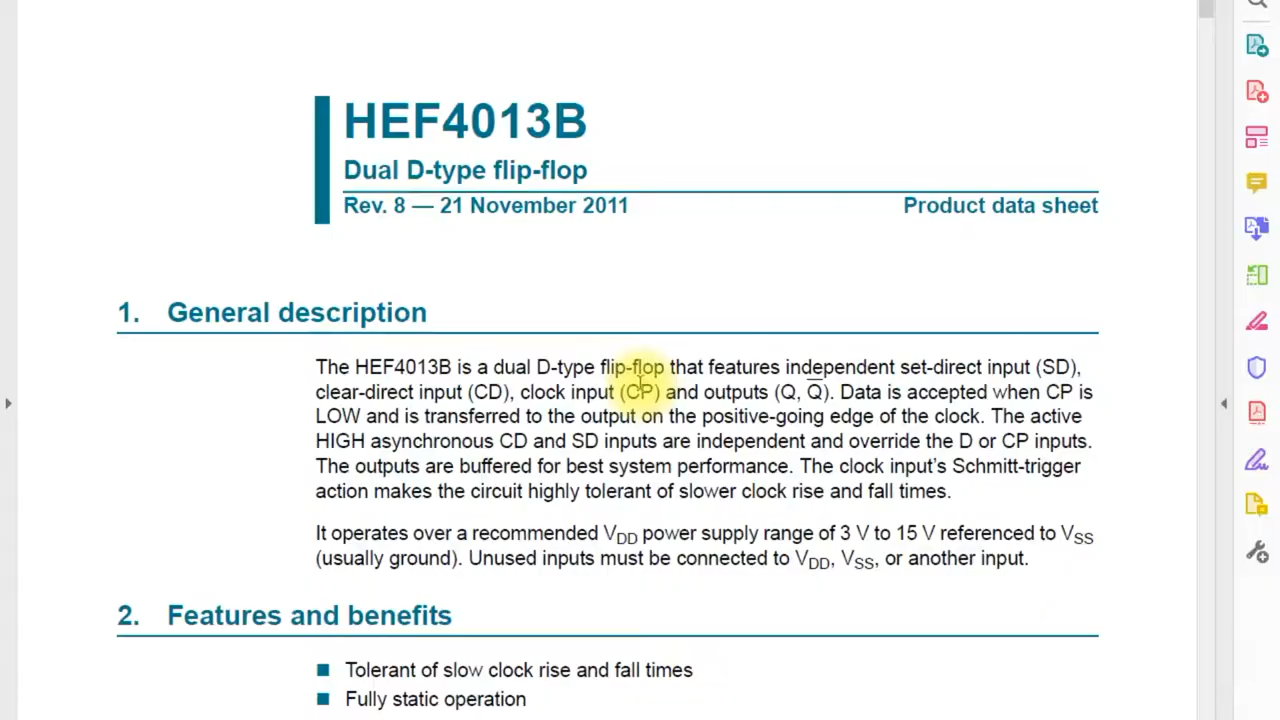 HEF4013B
Dual D-type flip-flop
Rev. 8 — 21 November 2011 Product data sheet
1. General description
The HEF4013B is a dual D-type flip-flop that features independent set-direct input (SD),
clear-direct input (CD), clock input (CP) and outputs (Q, Q̅). Data is accepted when CP is
LOW and is transferred to the output on the positive-going edge of the clock. The active
HIGH asynchronous CD and SD inputs are independent and override the D or CP inputs.
The outputs are buffered for best system performance. The clock input’s Schmitt-trigger
action makes the circuit highly tolerant of slower clock rise and fall times.
It operates over a recommended VDD power supply range of 3 V to 15 V referenced to VSS
(usually ground). Unused inputs must be connected to VDD, VSS, or another input.
2. Features and benefits
■ Tolerant of slow clock rise and fall times
■ Fully static operation